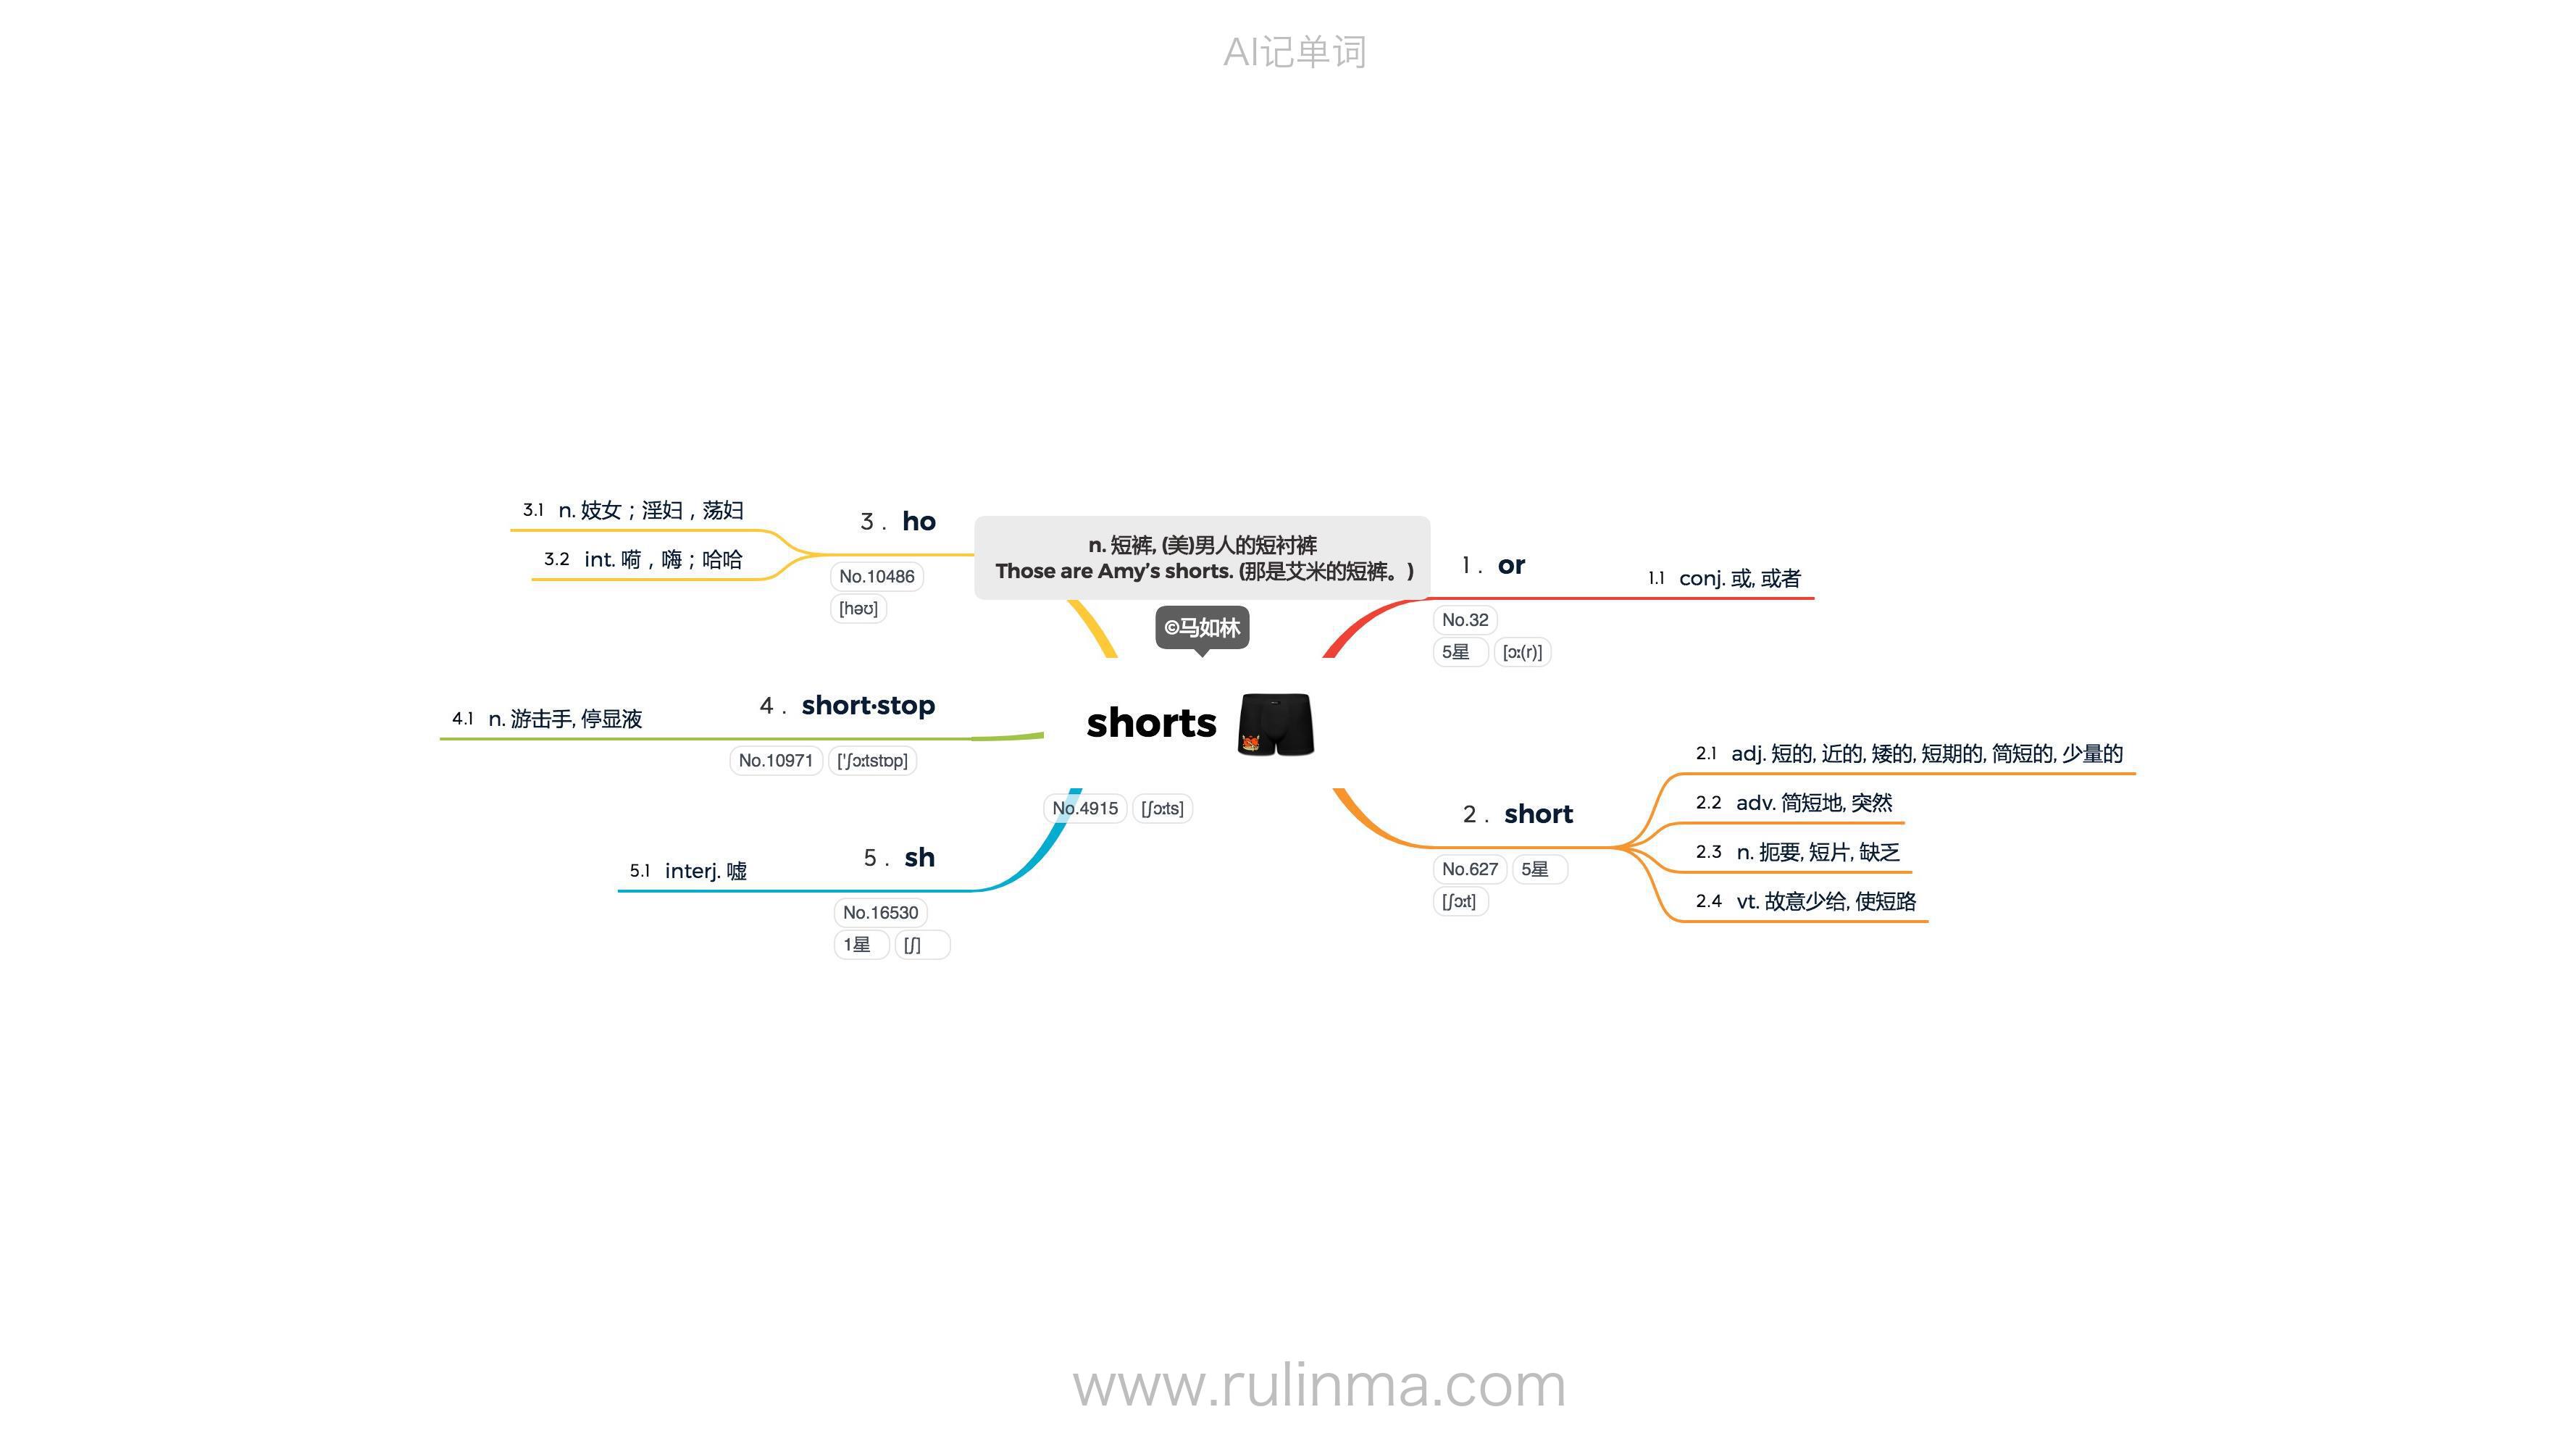 AI记单词
n. 短裤, (美)男人的短衬裤
Those are Amy’s shorts. (那是艾米的短裤。)
©马如林
shorts
No.4915 [ʃɔːts]
1 . or
No.32
5星 [ɔː(r)]
1.1 conj. 或, 或者
2 . short
No.627 5星
[ʃɔːt]
2.1 adj. 短的, 近的, 矮的, 短期的, 简短的, 少量的
2.2 adv. 简短地, 突然
2.3 n. 扼要, 短片, 缺乏
2.4 vt. 故意少给, 使短路
3 . ho
No.10486
[həʊ]
3.1 n. 妓女；淫妇，荡妇
3.2 int. 嗬，嗨；哈哈
4 . short·stop
No.10971 ['ʃɔːtstɒp]
4.1 n. 游击手, 停显液
5 . sh
No.16530
1星 [ʃ]
5.1 interj. 嘘
www.rulinma.com